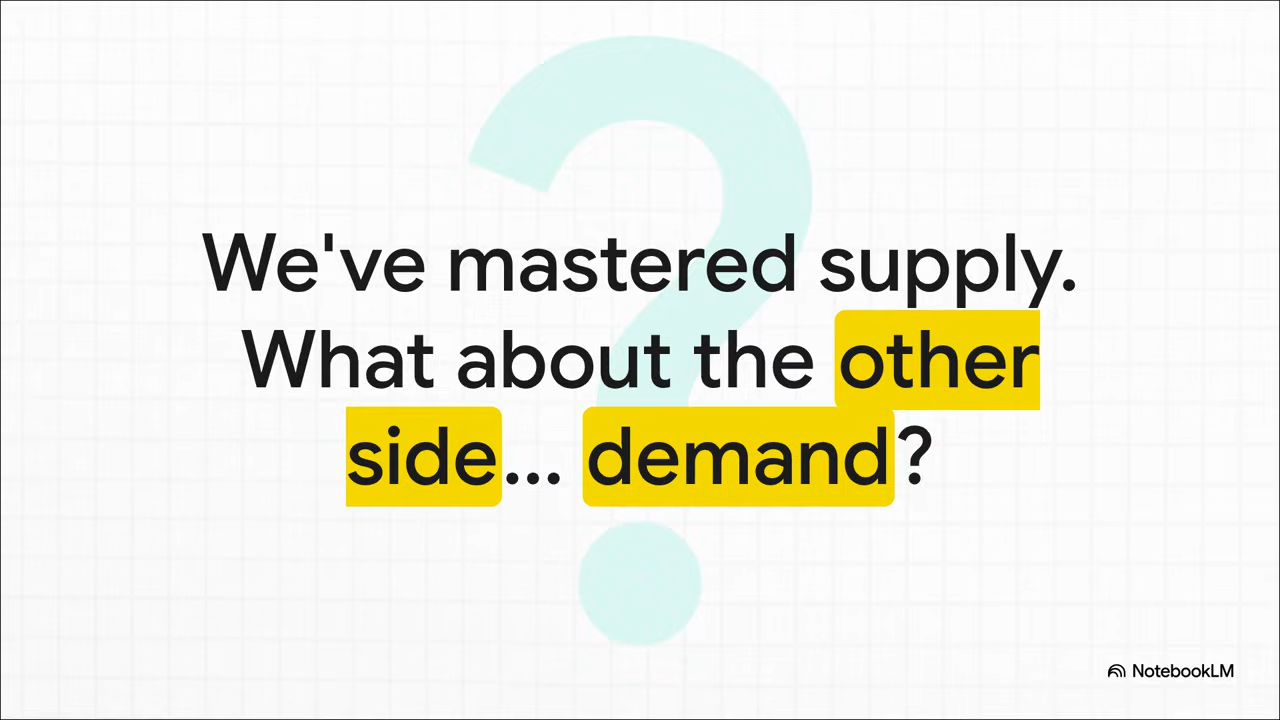 We've mastered supply.
What about the other
side... demand?
NotebookLM